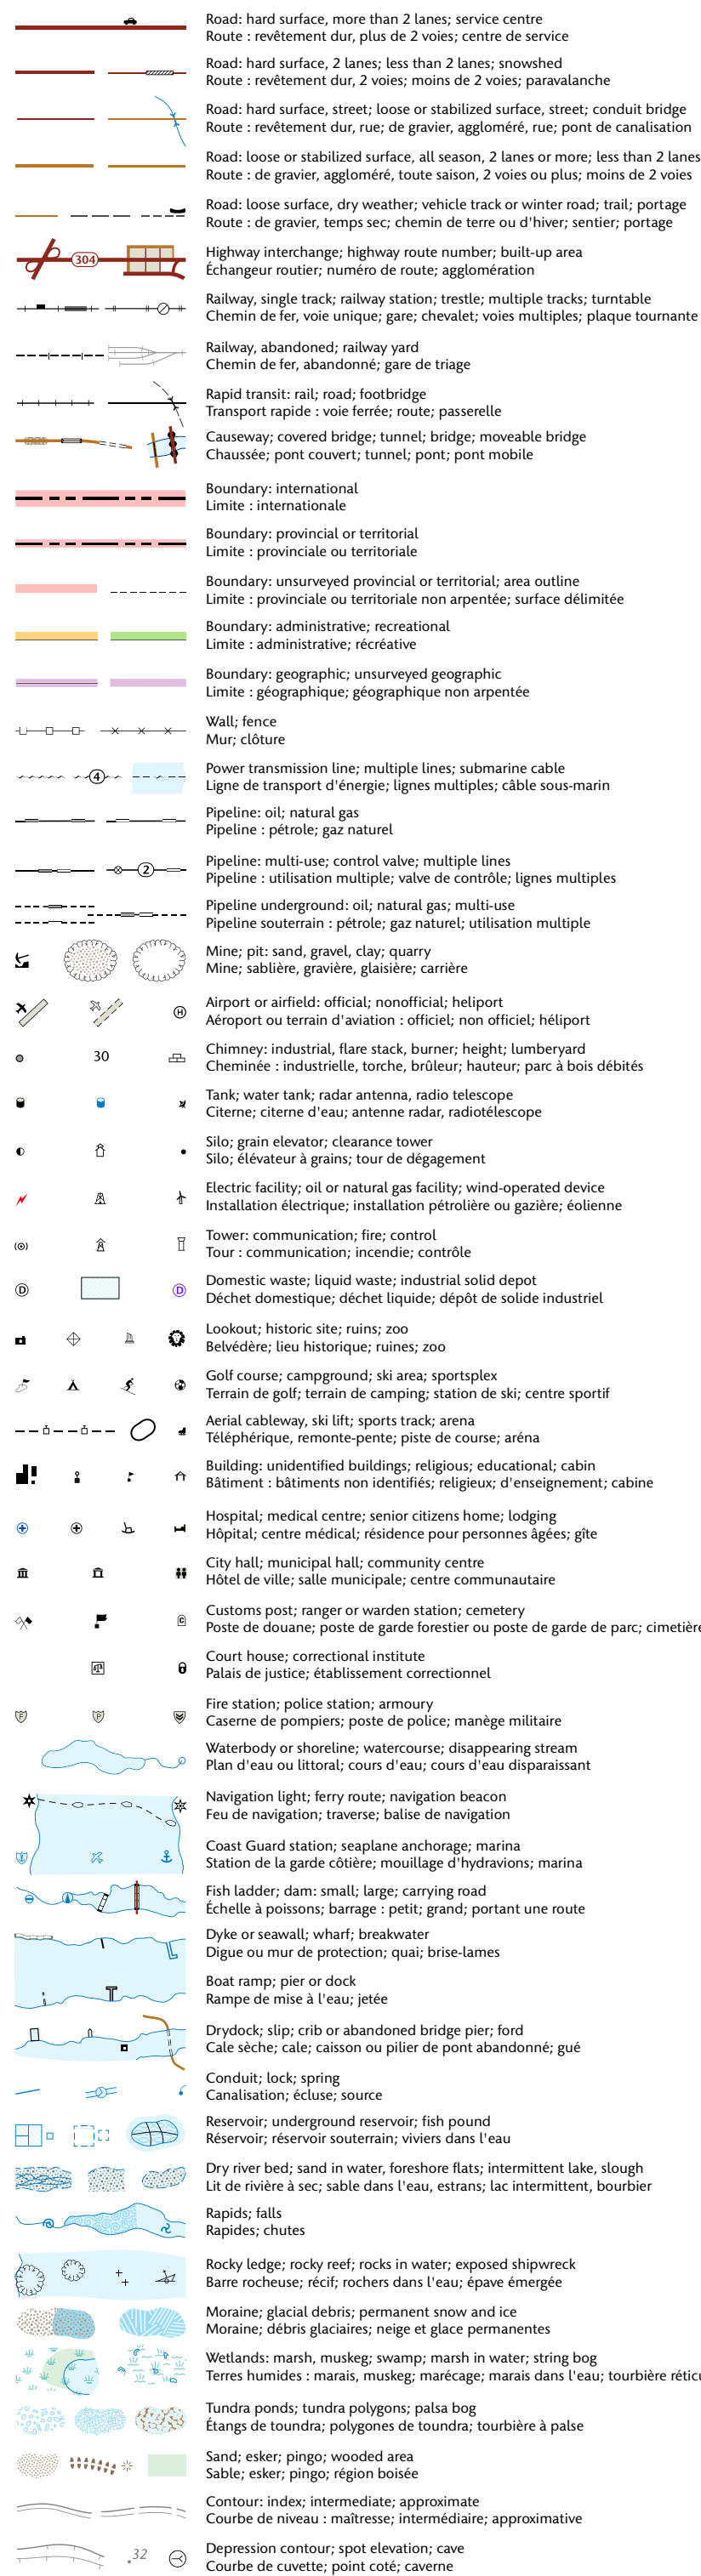 Road: hard surface, more than 2 lanes; service centre
Route : revêtement dur, plus de 2 voies; centre de service
Road: hard surface, 2 lanes; less than 2 lanes; snowshed
Route : revêtement dur, 2 voies; moins de 2 voies; paravalanche
Road: hard surface, street; loose or stabilized surface, street; conduit bridge
Route : revêtement dur, rue; de gravier, aggloméré, rue; pont de canalisation
Road: loose or stabilized surface, all season, 2 lanes or more; less than 2 lanes
Route : de gravier, aggloméré, toute saison, 2 voies ou plus; moins de 2 voies
Road: loose surface, dry weather; vehicle track or winter road; trail; portage
Route : de gravier, temps sec; chemin de terre ou d'hiver; sentier; portage
304
Highway interchange; highway route number; built-up area
Échangeur routier; numéro de route; agglomération
Railway, single track; railway station; trestle; multiple tracks; turntable
Chemin de fer, voie unique; gare; chevalet; voies multiples; plaque tournante
Railway, abandoned; railway yard
Chemin de fer, abandonné; gare de triage
Rapid transit: rail; road; footbridge
Transport rapide : voie ferrée; route; passerelle
Causeway; covered bridge; tunnel; bridge; moveable bridge
Chaussée; pont couvert; tunnel; pont; pont mobile
Boundary: international
Limite : internationale
Boundary: provincial or territorial
Limite : provinciale ou territoriale
Boundary: unsurveyed provincial or territorial; area outline
Limite : provinciale ou territoriale non arpentée; surface délimitée
Boundary: administrative; recreational
Limite : administrative; récréative
Boundary: geographic; unsurveyed geographic
Limite : géographique; géographique non arpentée
Wall; fence
Mur; clôture
4
Power transmission line; multiple lines; submarine cable
Ligne de transport d'énergie; lignes multiples; câble sous-marin
Pipeline: oil; natural gas
Pipeline : pétrole; gaz naturel
2
Pipeline: multi-use; control valve; multiple lines
Pipeline : utilisation multiple; valve de contrôle; lignes multiples
Pipeline underground: oil; natural gas; multi-use
Pipeline souterrain : pétrole; gaz naturel; utilisation multiple
Mine; pit: sand, gravel, clay; quarry
Mine; sablière, gravière, glaisière; carrière
H
Airport or airfield: official; nonofficial; heliport
Aéroport ou terrain d'aviation : officiel; non officiel; héliport
30
Chimney: industrial, flare stack, burner; height; lumberyard
Cheminée : industrielle, torche, brûleur; hauteur; parc à bois débités
Tank; water tank; radar antenna, radio telescope
Citerne; citerne d'eau; antenne radar, radiotélescope
Silo; grain elevator; clearance tower
Silo; élévateur à grains; tour de dégagement
Electric facility; oil or natural gas facility; wind-operated device
Installation électrique; installation pétrolière ou gazière; éolienne
Tower: communication; fire; control
Tour : communication; incendie; contrôle
D D
Domestic waste; liquid waste; industrial solid depot
Déchet domestique; déchet liquide; dépôt de solide industriel
Lookout; historic site; ruins; zoo
Belvédère; lieu historique; ruines; zoo
Golf course; campground; ski area; sportsplex
Terrain de golf; terrain de camping; station de ski; centre sportif
Aerial cableway, ski lift; sports track; arena
Téléphérique, remonte-pente; piste de course; aréna
Building: unidentified buildings; religious; educational; cabin
Bâtiment : bâtiments non identifiés; religieux; d'enseignement; cabine
Hospital; medical centre; senior citizens home; lodging
Hôpital; centre médical; résidence pour personnes âgées; gîte
City hall; municipal hall; community centre
Hôtel de ville; salle municipale; centre communautaire
C
Customs post; ranger or warden station; cemetery
Poste de douane; poste de garde forestier ou poste de garde de parc; cimetière
Court house; correctional institute
Palais de justice; établissement correctionnel
F P
Fire station; police station; armoury
Caserne de pompiers; poste de police; manège militaire
Waterbody or shoreline; watercourse; disappearing stream
Plan d'eau ou littoral; cours d'eau; cours d'eau disparaissant
Navigation light; ferry route; navigation beacon
Feu de navigation; traverse; balise de navigation
Coast Guard station; seaplane anchorage; marina
Station de la garde côtière; mouillage d'hydravions; marina
Fish ladder; dam: small; large; carrying road
Échelle à poissons; barrage : petit; grand; portant une route
Dyke or seawall; wharf; breakwater
Digue ou mur de protection; quai; brise-lames
Boat ramp; pier or dock
Rampe de mise à l'eau; jetée
Drydock; slip; crib or abandoned bridge pier; ford
Cale sèche; cale; caisson ou pilier de pont abandonné; gué
Conduit; lock; spring
Canalisation; écluse; source
Reservoir; underground reservoir; fish pound
Réservoir; réservoir souterrain; viviers dans l'eau
Dry river bed; sand in water, foreshore flats; intermittent lake, slough
Lit de rivière à sec; sable dans l'eau, estrans; lac intermittent, bourbier
Rapids; falls
Rapides; chutes
Rocky ledge; rocky reef; rocks in water; exposed shipwreck
Barre rocheuse; récif; rochers dans l'eau; épave émergée
Moraine; glacial debris; permanent snow and ice
Moraine; débris glaciaires; neige et glace permanentes
Wetlands: marsh, muskeg; swamp; marsh in water; string bog
Terres humides : marais, muskeg; marécage; marais dans l'eau; tourbière réticu
Tundra ponds; tundra polygons; palsa bog
Étangs de toundra; polygones de toundra; tourbière à palse
Sand; esker; pingo; wooded area
Sable; esker; pingo; région boisée
Contour: index; intermediate; approximate
Courbe de niveau : maîtresse; intermédiaire; approximative
.32
Depression contour; spot elevation; cave
Courbe de cuvette; point coté; caverne